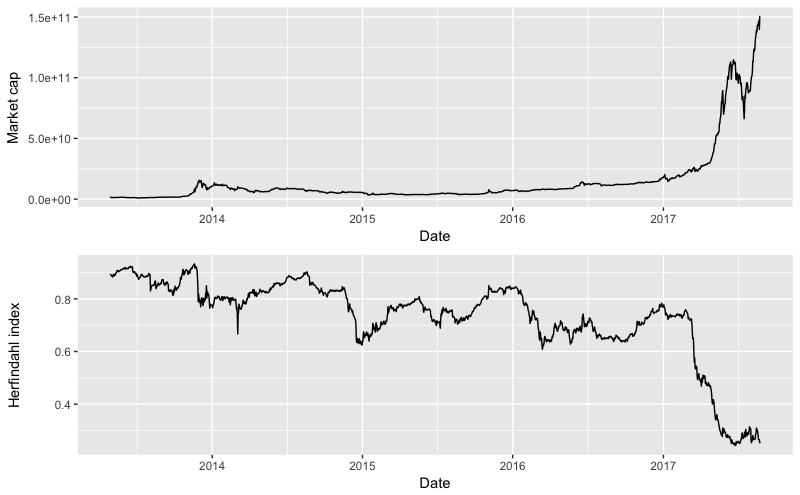 1.5e+11
1.0e+11
5.0e+10
0.0e+00
Market cap
2014 2015 2016 2017
Date
0.8
0.6
0.4
Herfindahl index
2014 2015 2016 2017
Date